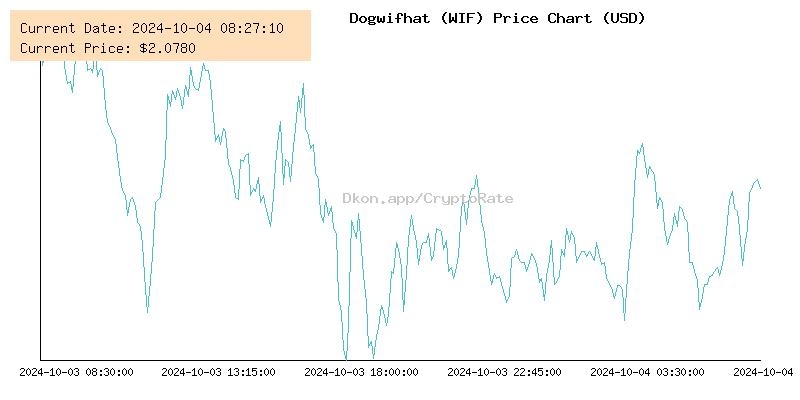 Dogwifhat (WIF) Price Chart (USD)
Current Date: 2024-10-04 08:27:10
Current Price: $2.0780
Dkon.app/CryptoRate
2024-10-03 08:30:00
2024-10-03 13:15:00
2024-10-03 18:00:00
2024-10-03 22:45:00
2024-10-04 03:30:00
2024-10-04